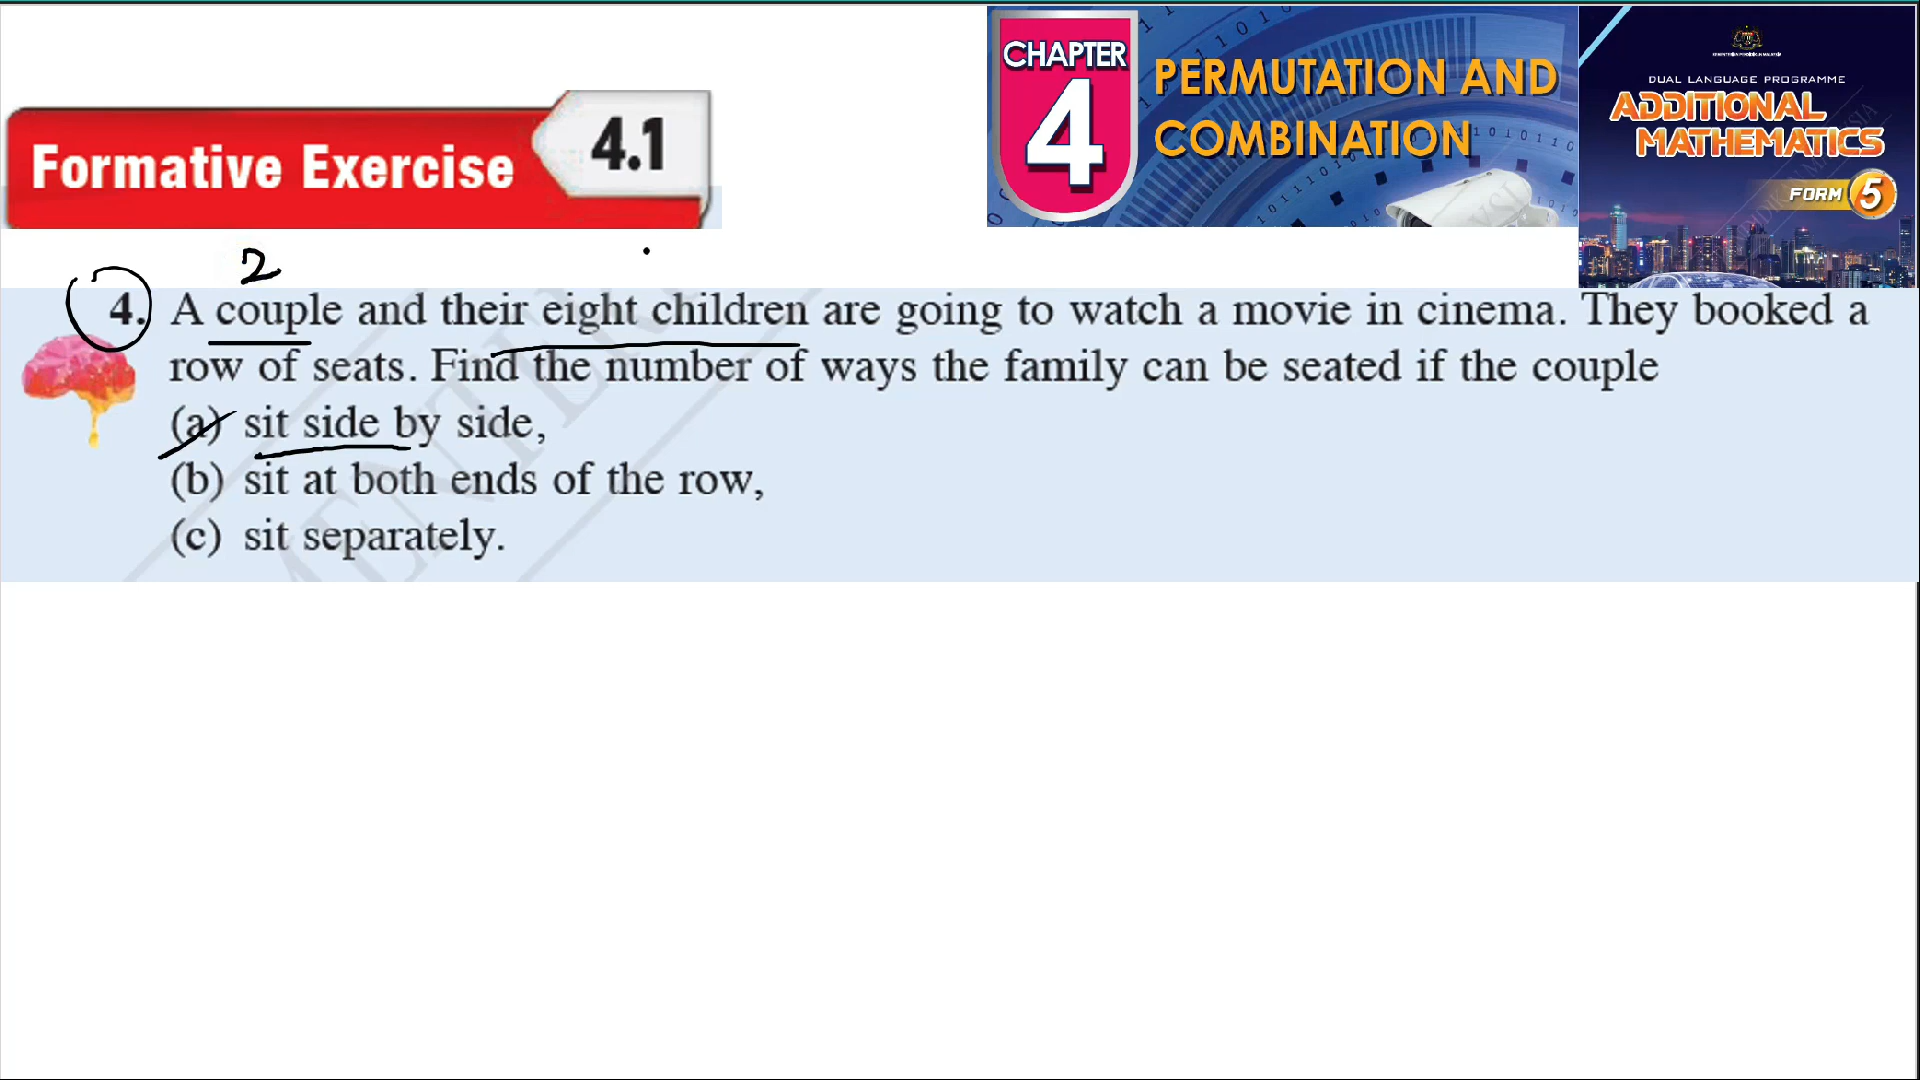 CHAPTER
4
PERMUTATION AND
COMBINATION
DUAL LANGUAGE PROGRAMME
ADDITIONAL
MATHEMATICS
FORM 5
Formative Exercise 4.1
2
4. A couple and their eight children are going to watch a movie in cinema. They booked a
row of seats. Find the number of ways the family can be seated if the couple
(a) sit side by side,
(b) sit at both ends of the row,
(c) sit separately.